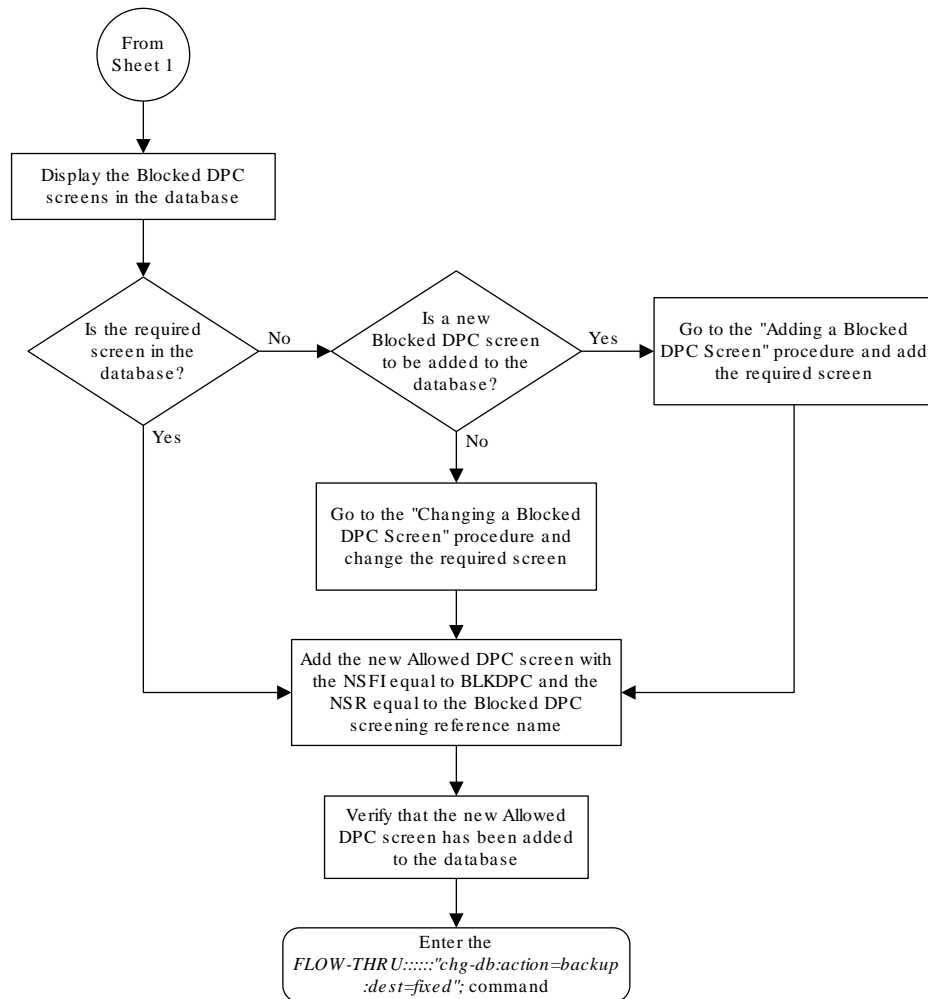 From
Sheet 1
Display the Blocked DPC
screens in the database
Is the required
screen in the
database?
No
Is a new
Blocked DPC screen
to be added to the
database?
Yes
Go to the "Adding a Blocked
DPC Screen" procedure and add
the required screen
Yes
No
Go to the "Changing a Blocked
DPC Screen" procedure and
change the required screen
Add the new Allowed DPC screen with
the NSFI equal to BLKDPC and the
NSR equal to the Blocked DPC
screening reference name
Verify that the new Allowed
DPC screen has been added
to the database
Enter the
FLOW-THRU::::::"chg-db:action=backup
:dest=fixed"; command